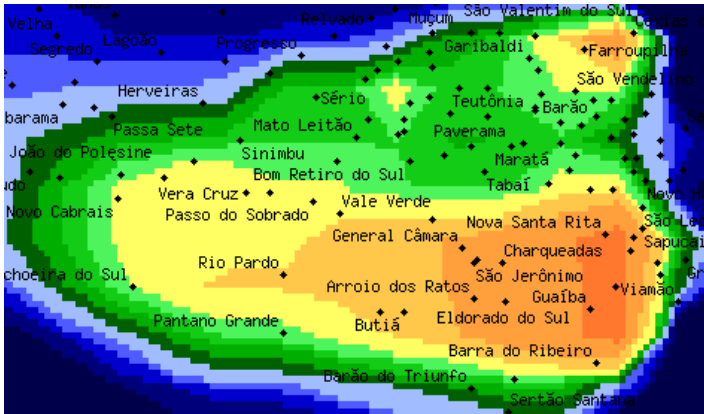 São Valentim do Sul
Muçum
Relvado
Velha
Lagoão
Progresso
Garibaldi
Segredo
Farroupilha
São Vendelino
Herveiras
Sério
Teutônia
Barão
barama
Passa Sete
Mato Leitão
Paverama
João do Polesine
Sinimbu
Maratá
Bom Retiro do Sul
Tabaí
Vera Cruz
Vale Verde
Novo Cabrais
Passo do Sobrado
Nova Santa Rita
São Le
General Câmara
Sapucai
Charqueadas
Rio Pardo
choeira do Sul
São Jerônimo
Arroio dos Ratos
Viamão
Guaíba
Pantano Grande
Butiá
Eldorado do Sul
Barra do Ribeiro
Barão do Triunfo
Sertão Santana